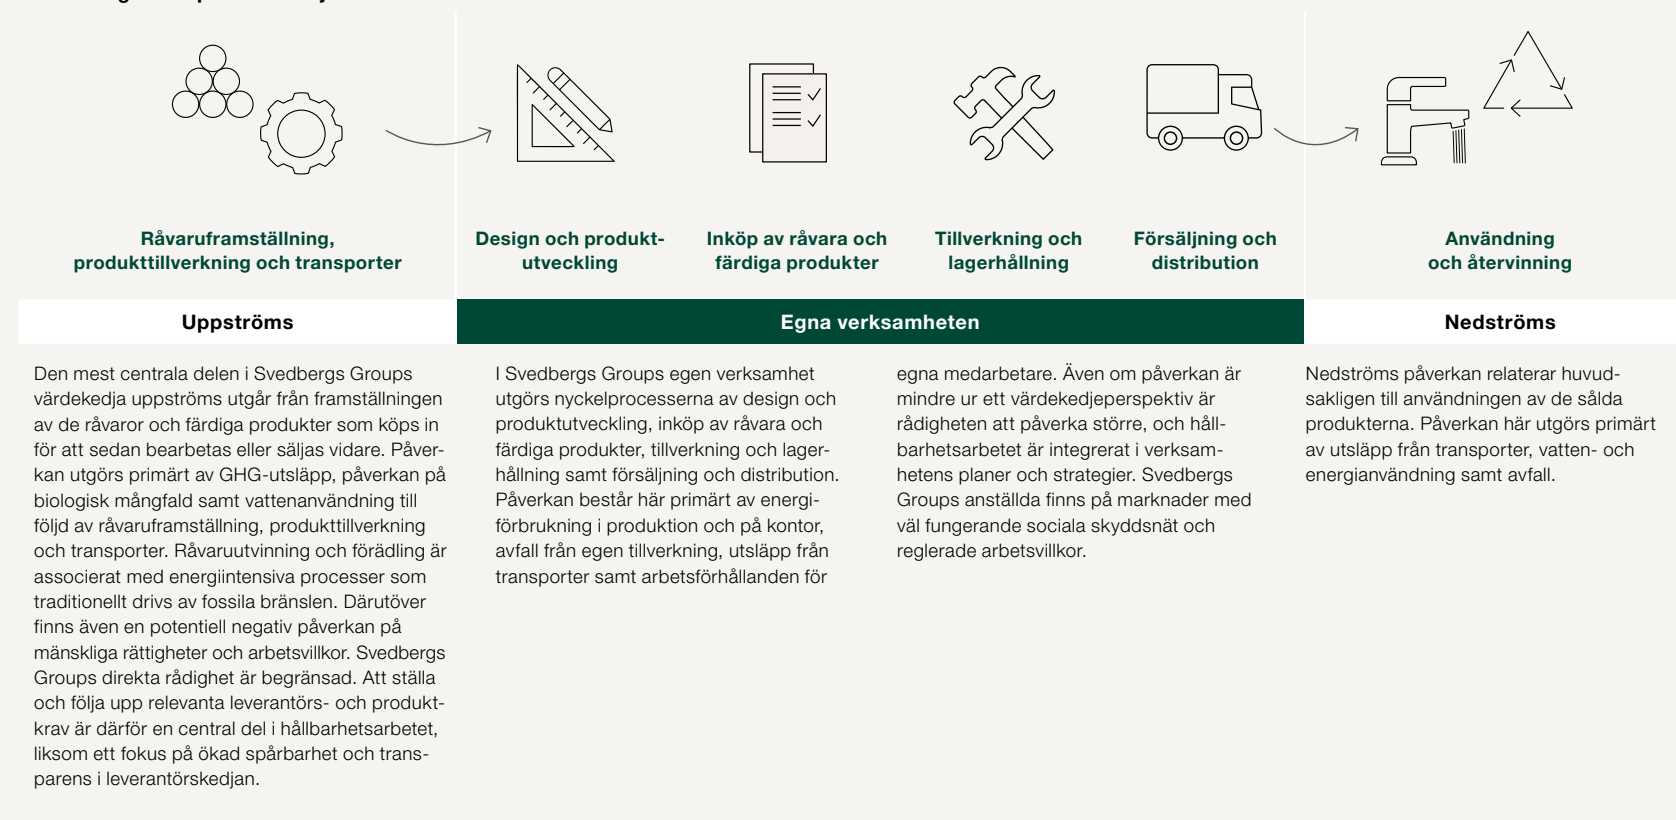 Råvaruframställning,
produkttillverkning och transporter
Design och produkt-
utveckling
Inköp av råvara och
färdiga produkter
Tillverkning och
lagerhållning
Försäljning och
distribution
Användning
och återvinning
Uppströms
Egna verksamheten
Nedströms
Den mest centrala delen i Svedbergs Groups
värdekedja uppströms utgår från framställningen
av de råvaror och färdiga produkter som köps in
för att sedan bearbetas eller säljas vidare. Påver-
kan utgörs primärt av GHG-utsläpp, påverkan på
biologisk mångfald samt vattenanvändning till
följd av råvaruframställning, produkttillverkning
och transporter. Råvaruutvinning och förädling är
associerat med energiintensiva processer som
traditionellt drivs av fossila bränslen. Därutöver
finns även en potentiell negativ påverkan på
mänskliga rättigheter och arbetsvillkor. Svedbergs
Groups direkta rådighet är begränsad. Att ställa
och följa upp relevanta leverantörs- och produkt-
krav är därför en central del i hållbarhetsarbetet,
liksom ett fokus på ökad spårbarhet och trans-
parens i leverantörskedjan.
I Svedbergs Groups egen verksamhet
utgörs nyckelprocesserna av design och
produktutveckling, inköp av råvara och
färdiga produkter, tillverkning och lager-
hållning samt försäljning och distribution.
Påverkan består här primärt av energi-
förbrukning i produktion och på kontor,
avfall från egen tillverkning, utsläpp från
transporter samt arbetsförhållanden för
egna medarbetare. Även om påverkan är
mindre ur ett värdekedjeperspektiv är
rådigheten att påverka större, och håll-
barhetsarbetet är integrerat i verksam-
hetens planer och strategier. Svedbergs
Groups anställda finns på marknader med
väl fungerande sociala skyddsnät och
reglerade arbetsvillkor.
Nedströms påverkan relaterar huvud-
sakligen till användningen av de sålda
produkterna. Påverkan här utgörs primärt
av utsläpp från transporter, vatten- och
energianvändning samt avfall.